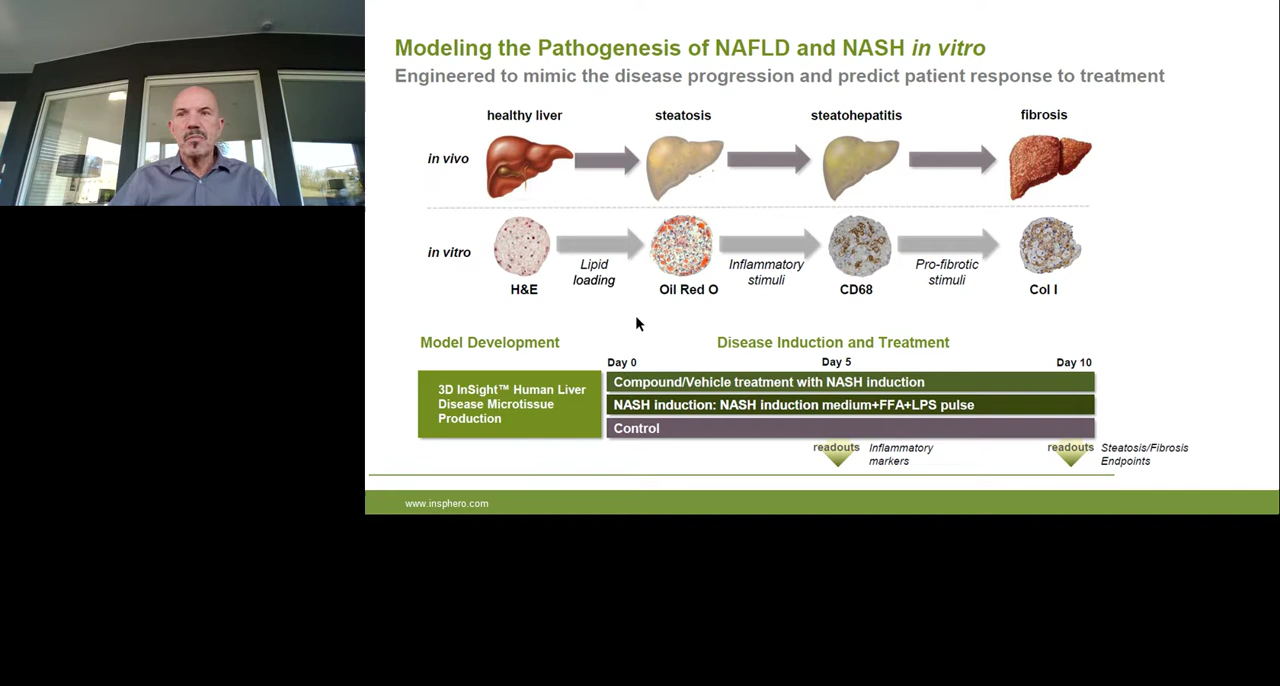 Modeling the Pathogenesis of NAFLD and NASH in vitro
Engineered to mimic the disease progression and predict patient response to treatment
healthy liver
steatosis
steatohepatitis
fibrosis
in vivo
in vitro
Lipid
loading
Inflammatory
stimuli
Pro-fibrotic
stimuli
H&E
Oil Red O
CD68
Col I
Model Development
Disease Induction and Treatment
Day 0
Day 5
Day 10
3D InSight™ Human Liver
Disease Microtissue
Production
Compound/Vehicle treatment with NASH induction
NASH induction: NASH induction medium+FFA+LPS pulse
Control
readouts
Inflammatory
markers
readouts
Steatosis/Fibrosis
Endpoints
www.insphero.com